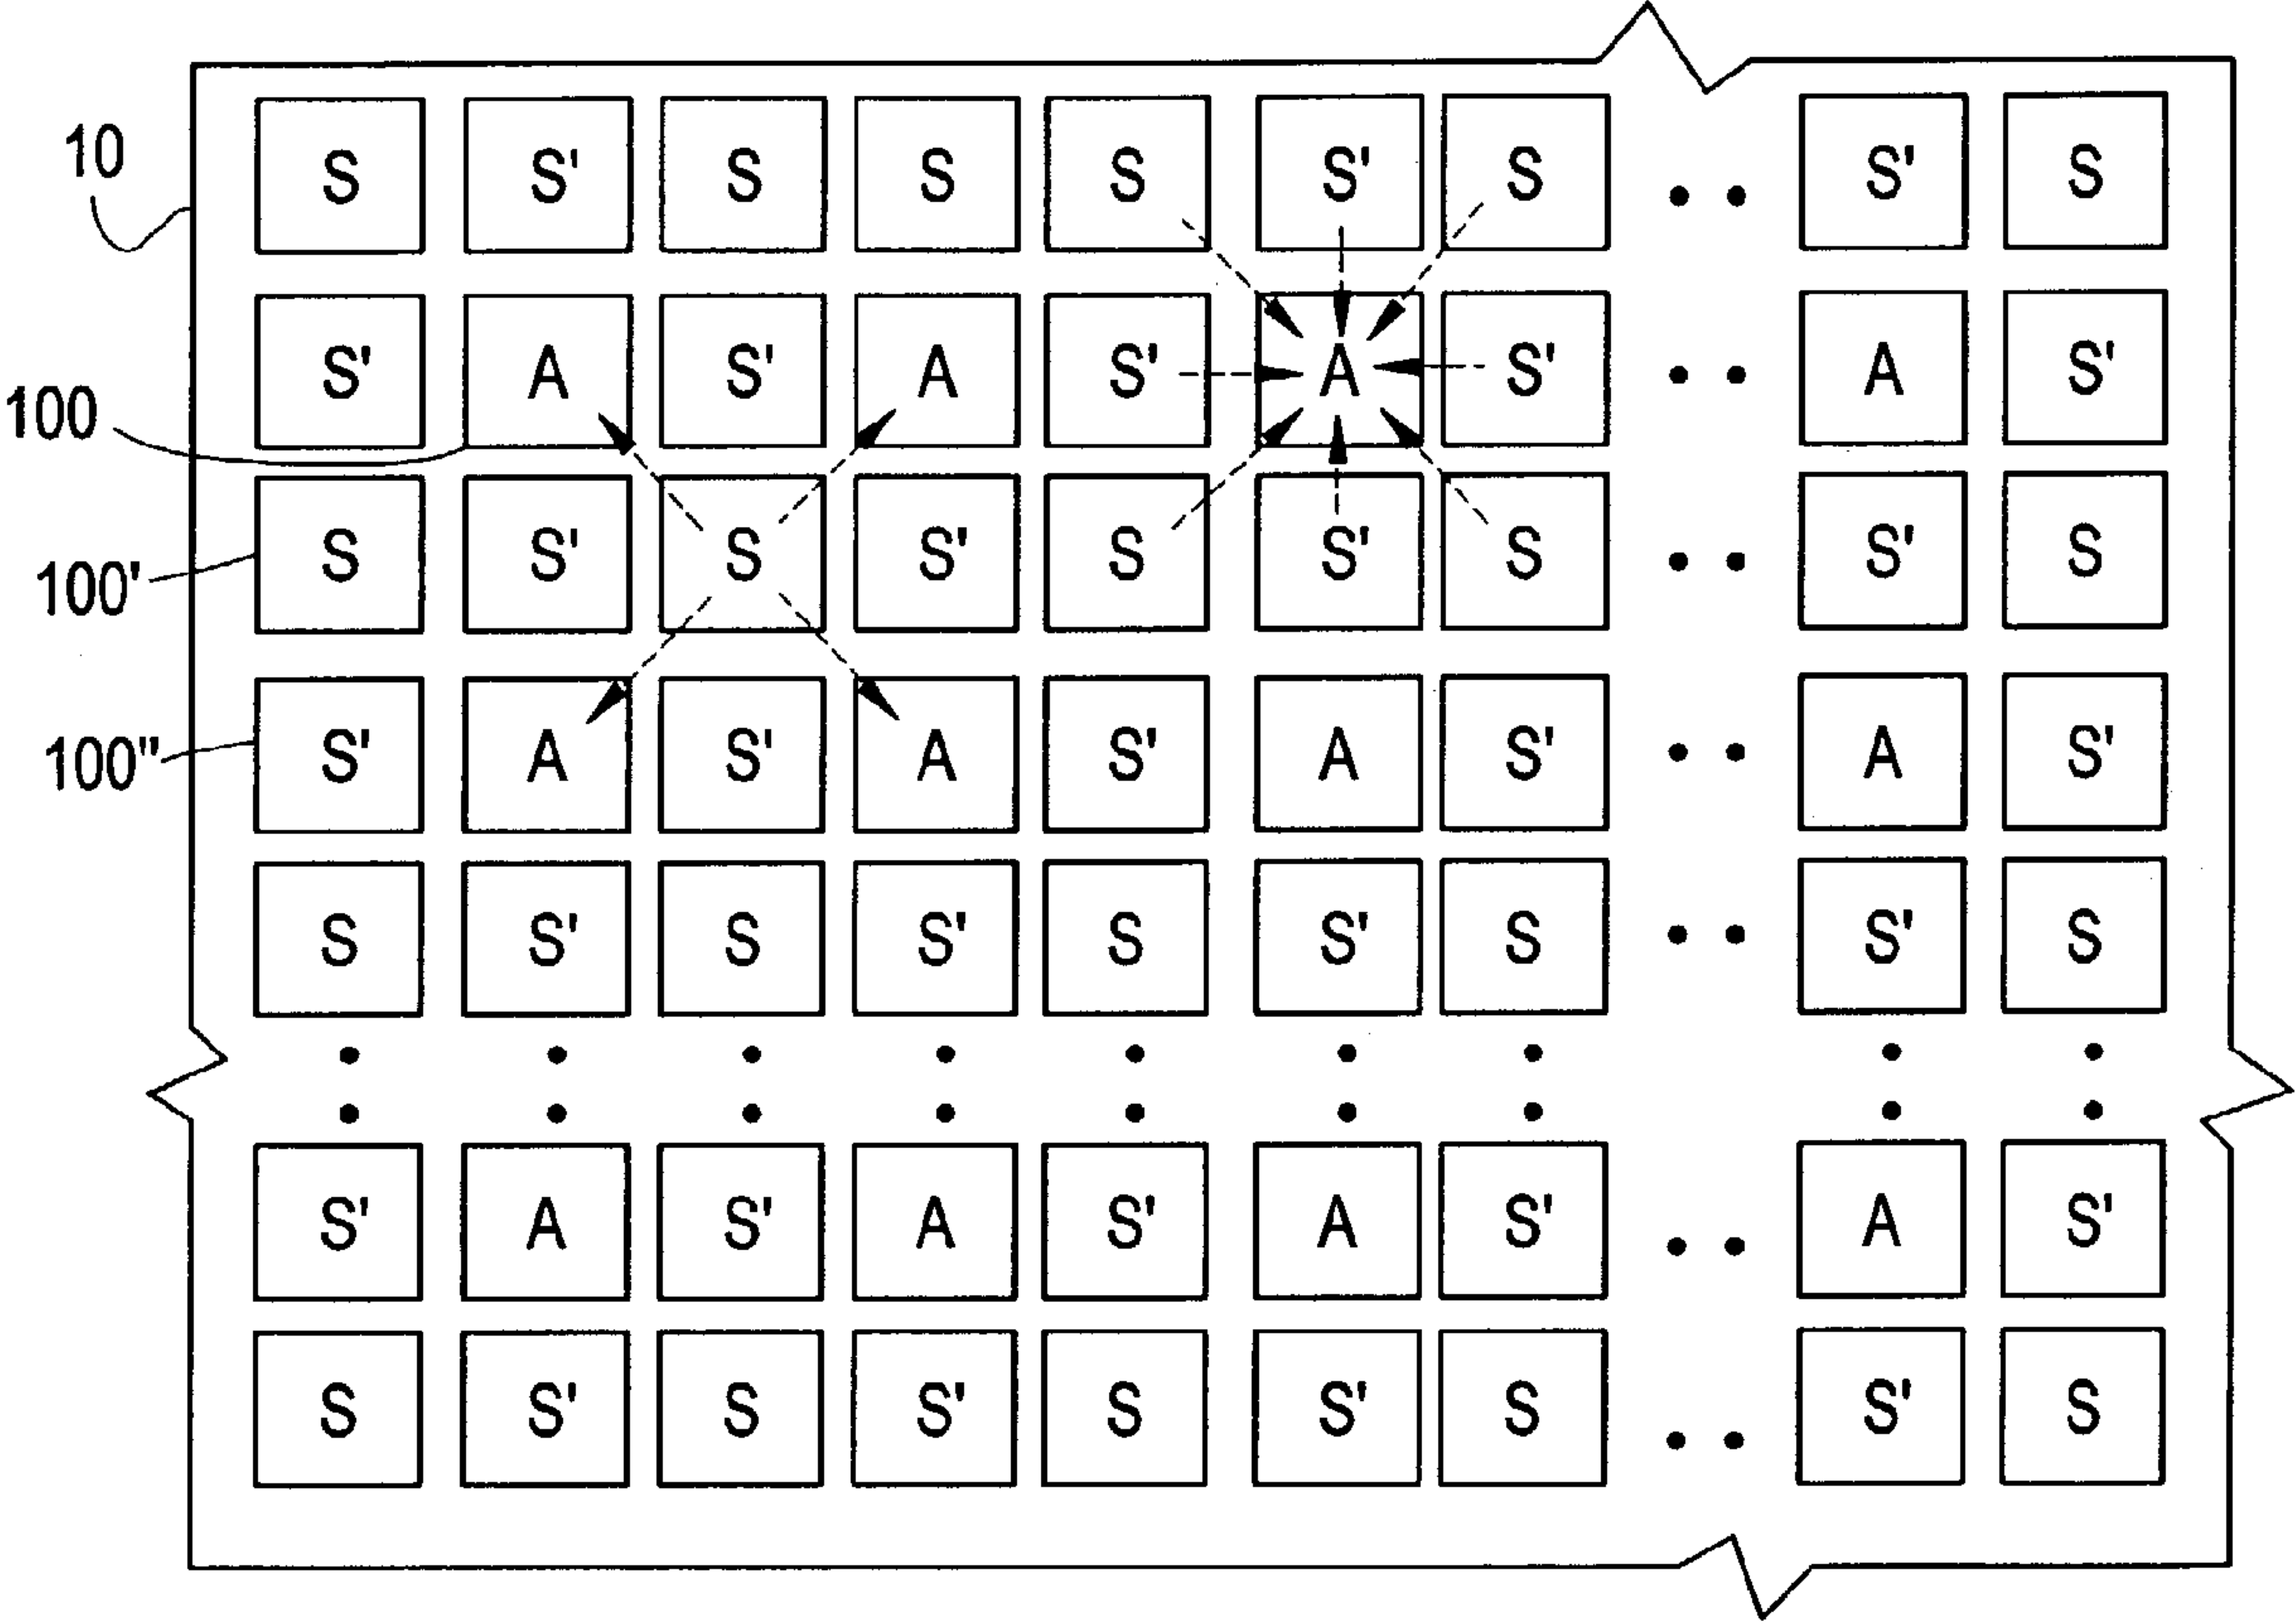 10 S S' S S S S' S S' S
100 S' A S' A S' A S' A S'
100' S S' S S' S S' S S' S
100" S' A S' A S' A S' A S'
S S' S S' S S' S S' S
S' A S' A S' A S' A S'
S S' S S' S S' S S' S